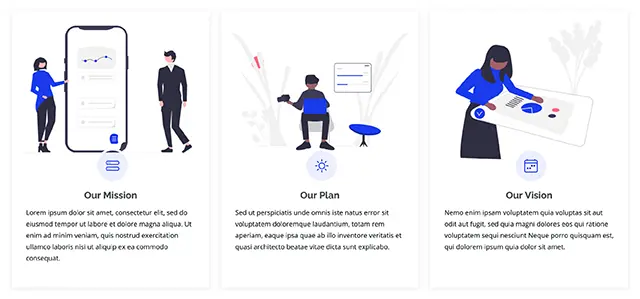 Our Mission
Lorem ipsum dolor sit amet, consectetur elit, sed do
eiusmod tempor ut labore et dolore magna aliqua. Ut
enim ad minim veniam, quis nostrud exercitation
ullamco laboris nisi ut aliquip ex ea commodo
consequat.
Our Plan
Sed ut perspiciatis unde omnis iste natus error sit
voluptatem doloremque laudantium, totam rem
aperiam, eaque ipsa quae ab illo inventore veritatis et
quasi architecto beatae vitae dicta sunt explicabo.
Our Vision
Nemo enim ipsam voluptatem quia voluptas sit aut
odit aut fugit, sed quia magni dolores eos qui ratione
voluptatem sequi nesciunt Neque porro quisquam est,
qui dolorem ipsum quia dolor sit amet.